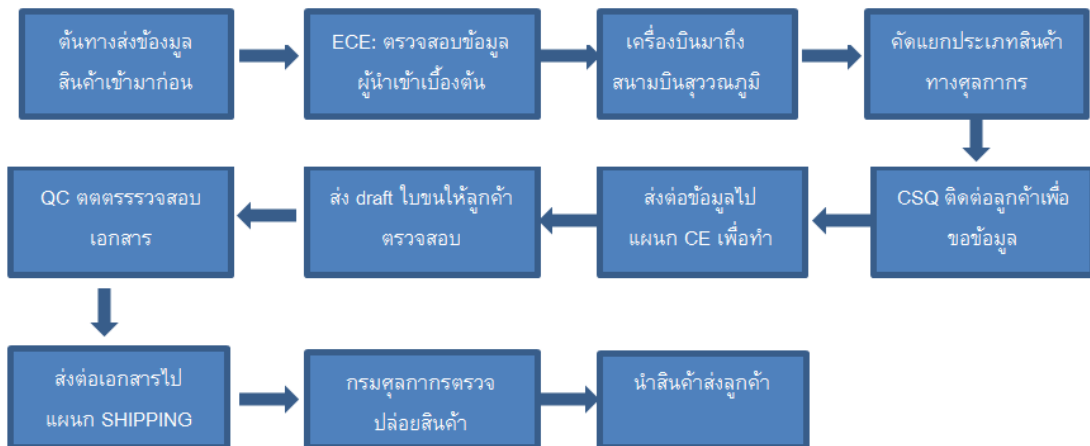 ต้นทางส่งข้องมูล
สินค้าเข้ามาก่อน
ECE: ตรวจสอบข้อมูล
ผู้นำเข้าเบื้องต้น
เครื่องบินมาถึง
สนามบินสุววณภูมิ
คัดแยกประเภทสินค้า
ทางศุลกากร
CSQ ติดต่อลูกค้าเพื่อ
ขอข้อมูล
ส่งต่อข้อมูลไป
แผนก CE เพื่อทำ
ส่ง draft ใบขนให้ลูกค้า
ตรวจสอบ
QC ตตตรรรวจสอบ
เอกสาร
ส่งต่อเอกสารไป
แผนก SHIPPING
กรมศุลกากรตรวจ
ปล่อยสินค้า
นำสินค้าส่งลูกค้า